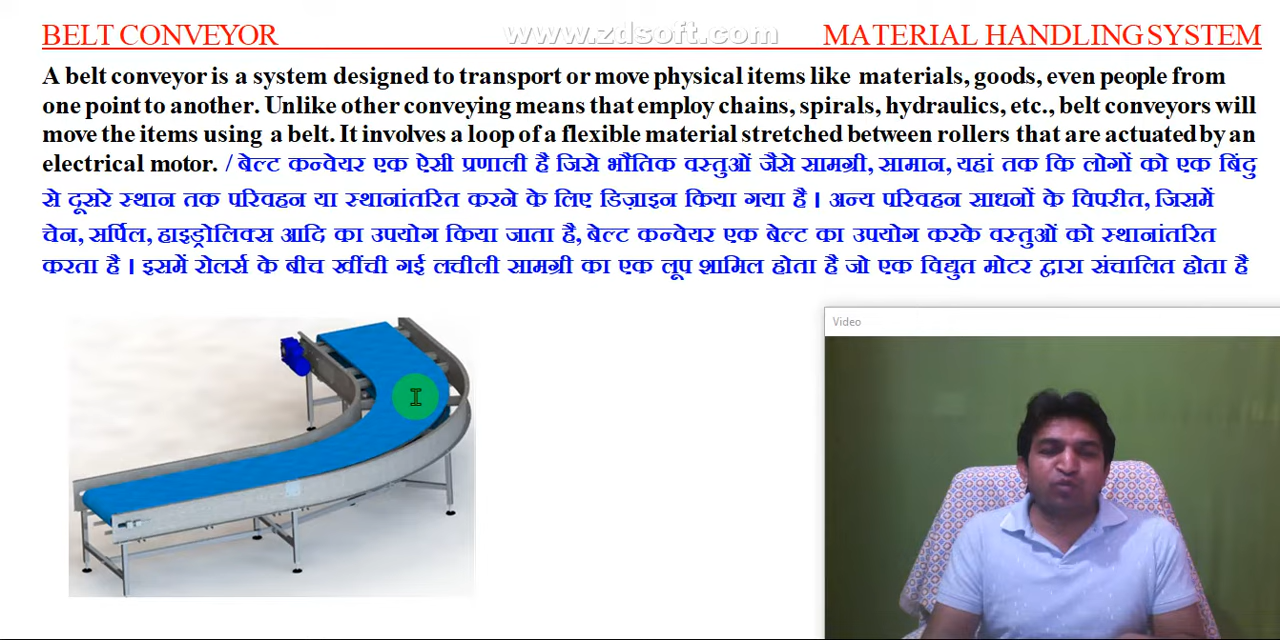 www.zdsoft.com
BELT CONVEYOR MATERIAL HANDLING SYSTEM
A belt conveyor is a system designed to transport or move physical items like materials, goods, even people from
one point to another. Unlike other conveying means that employ chains, spirals, hydraulics, etc., belt conveyors will
move the items using a belt. It involves a loop of a flexible material stretched between rollers that are actuated by an
electrical motor. / बेल्ट कन्वेयर एक ऐसी प्रणाली है जिसे भौतिक वस्तुओं जैसे सामग्री, सामान, यहां तक कि लोगों को एक बिंदु
से दूसरे स्थान तक परिवहन या स्थानांतरित करने के लिए डिज़ाइन किया गया है । अन्य परिवहन साधनों के विपरीत, जिसमें
चेन, सर्पिल, हाइड्रोलिक्स आदि का उपयोग किया जाता है, बेल्ट कन्वेयर एक बेल्ट का उपयोग करके वस्तुओं को स्थानांतरित
करता है । इसमें रोलर्स के बीच खींची गई लचीली सामग्री का एक लूप शामिल होता है जो एक विद्युत मोटर द्वारा संचालित होता है
Video